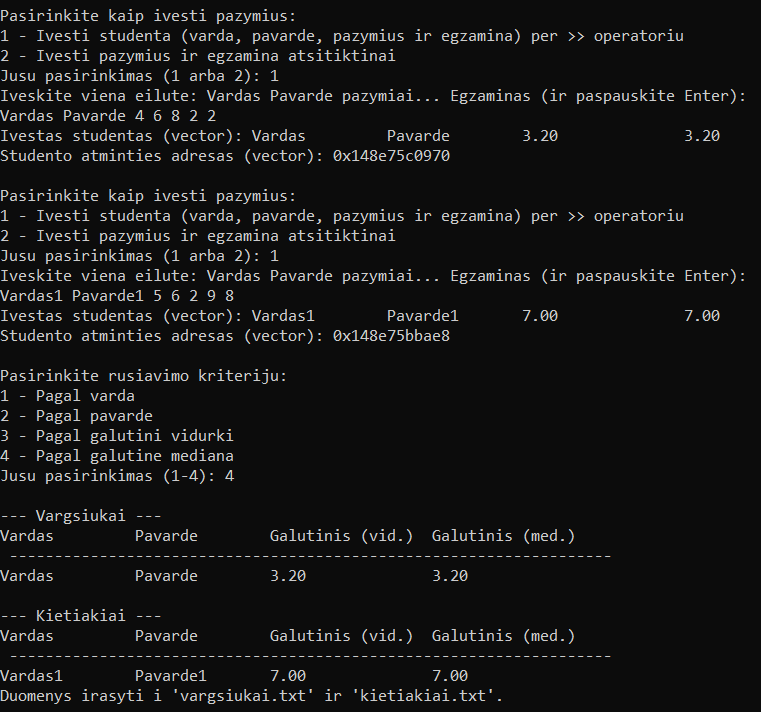 Pasirinkite kaip ivesti pazymius:
1 - Ivesti studenta (varda, pavarde, pazymius ir egzamina) per >> operatoriu
2 - Ivesti pazymius ir egzamina atsitiktinai
Jusu pasirinkimas (1 arba 2): 1
Iveskite viena eilute: Vardas Pavarde pazymiai... Egzaminas (ir paspauskite Enter):
Vardas Pavarde 4 6 8 2 2
Ivestas studentas (vector): Vardas         Pavarde        3.20              3.20
Studento atminties adresas (vector): 0x148e75c0970

Pasirinkite kaip ivesti pazymius:
1 - Ivesti studenta (varda, pavarde, pazymius ir egzamina) per >> operatoriu
2 - Ivesti pazymius ir egzamina atsitiktinai
Jusu pasirinkimas (1 arba 2): 1
Iveskite viena eilute: Vardas Pavarde pazymiai... Egzaminas (ir paspauskite Enter):
Vardas1 Pavarde1 5 6 2 9 8
Ivestas studentas (vector): Vardas1        Pavarde1       7.00              7.00
Studento atminties adresas (vector): 0x148e75bbae8

Pasirinkite rusiavimo kriteriju:
1 - Pagal varda
2 - Pagal pavarde
3 - Pagal galutini vidurki
4 - Pagal galutine mediana
Jusu pasirinkimas (1-4): 4

--- Vargsiukai ---
Vardas         Pavarde        Galutinis (vid.)  Galutinis (med.)
 -------------------------------------------------------------------
Vardas         Pavarde        3.20              3.20

--- Kietiakiai ---
Vardas         Pavarde        Galutinis (vid.)  Galutinis (med.)
 -------------------------------------------------------------------
Vardas1        Pavarde1       7.00              7.00
Duomenys irasyti i 'vargsiukai.txt' ir 'kietiakiai.txt'.